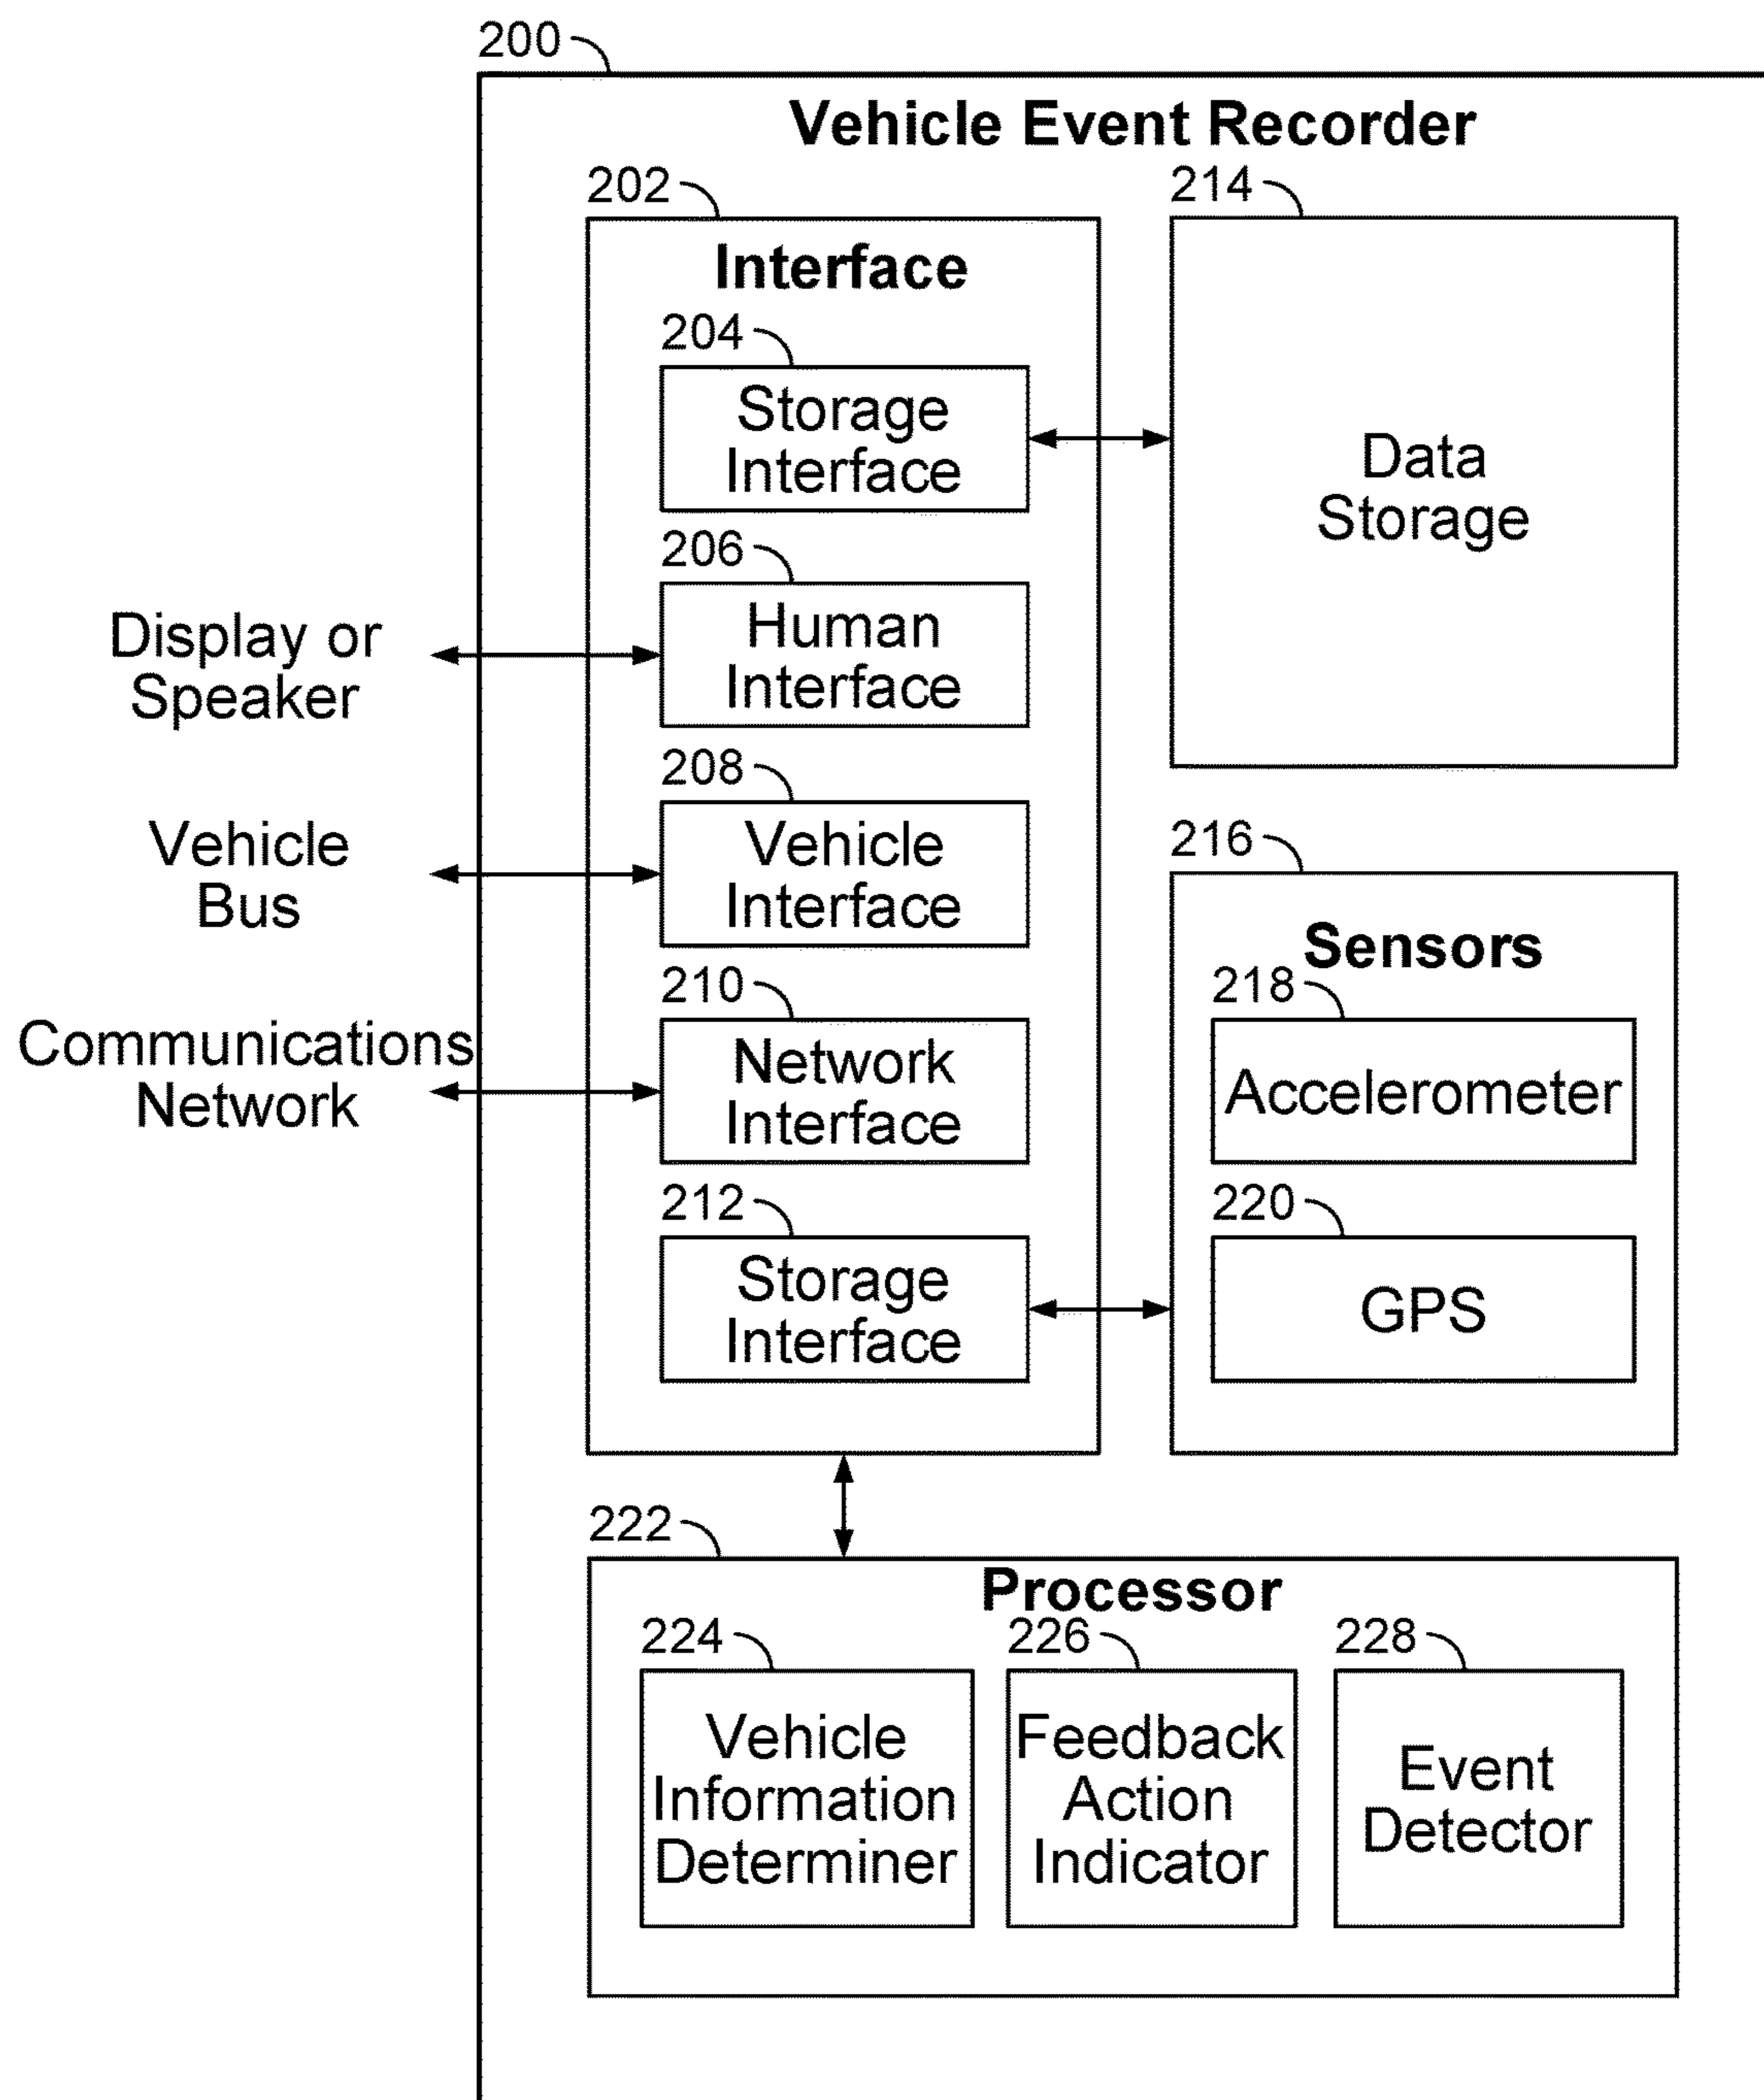 200
Vehicle Event Recorder
202
Interface
204
Storage
Interface
206
Human
Interface
208
Vehicle
Interface
210
Network
Interface
212
Storage
Interface
214
Data
Storage
216
Sensors
218
Accelerometer
220
GPS
Display or
Speaker
Vehicle
Bus
Communications
Network
222
Processor
224
Vehicle
Information
Determiner
226
Feedback
Action
Indicator
228
Event
Detector